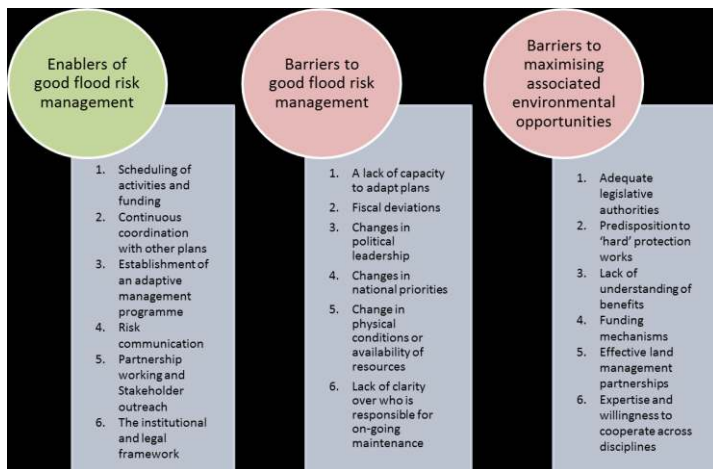 Enablers of
good flood risk
management
1. Scheduling of
activities and
funding
2. Continuous
coordination
with other plans
3. Establishment of
an adaptive
management
programme
4. Risk
communication
5. Partnership
working and
Stakeholder
outreach
6. The institutional
and legal
framework
Barriers to
good flood risk
management
1. A lack of capacity
to adapt plans
2. Fiscal deviations
3. Changes in
political
leadership
4. Changes in
national priorities
5. Change in
physical
conditions or
availability of
resources
6. Lack of clarity
over who is
responsible for
on-going
maintenance
Barriers to
maximising
associated
environmental
opportunities
1. Adequate
legislative
authorities
2. Predisposition to
'hard' protection
works
3. Lack of
understanding of
benefits
4. Funding
mechanisms
5. Effective land
management
partnerships
6. Expertise and
willingness to
cooperate across
disciplines